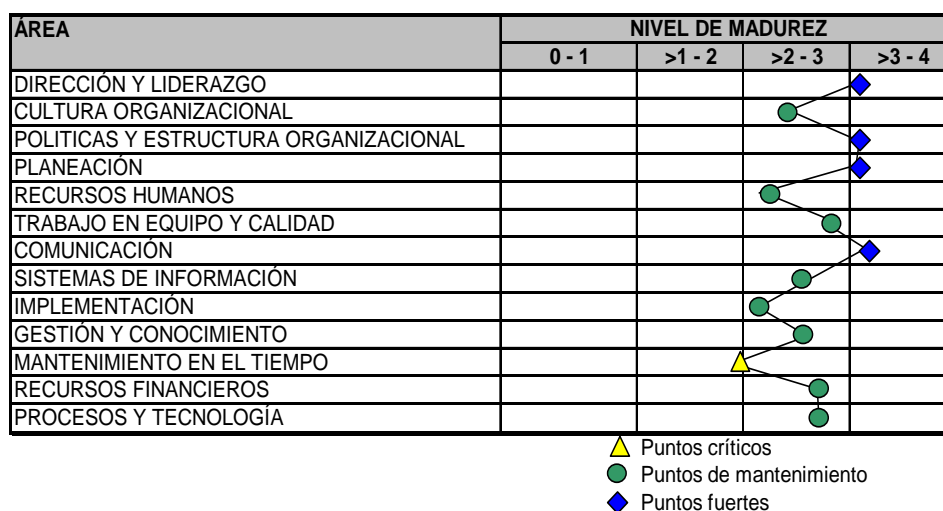 ÁREA NIVEL DE MADUREZ
0 - 1 >1 - 2 >2 - 3 >3 - 4
DIRECCIÓN Y LIDERAZGO
CULTURA ORGANIZACIONAL
POLITICAS Y ESTRUCTURA ORGANIZACIONAL
PLANEACIÓN
RECURSOS HUMANOS
TRABAJO EN EQUIPO Y CALIDAD
COMUNICACIÓN
SISTEMAS DE INFORMACIÓN
IMPLEMENTACIÓN
GESTIÓN Y CONOCIMIENTO
MANTENIMIENTO EN EL TIEMPO
RECURSOS FINANCIEROS
PROCESOS Y TECNOLOGÍA
Puntos críticos
Puntos de mantenimiento
Puntos fuertes